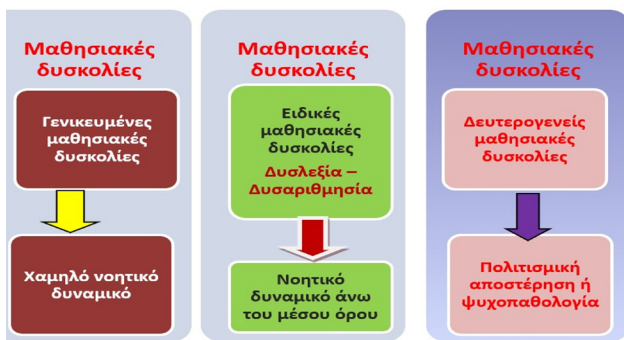 Μαθησιακές
δυσκολίες
Γενικευμένες
μαθησιακές
δυσκολίες
Χαμηλό νοητικό
δυναμικό
Μαθησιακές
δυσκολίες
Ειδικές
μαθησιακές
δυσκολίες
Δυσλεξία –
Δυσαριθμησία
Νοητικό
δυναμικό άνω
του μέσου όρου
Μαθησιακές
δυσκολίες
Δευτερογενείς
μαθησιακές
δυσκολίες
Πολιτισμική
αποστέρηση ή
ψυχοπαθολογία